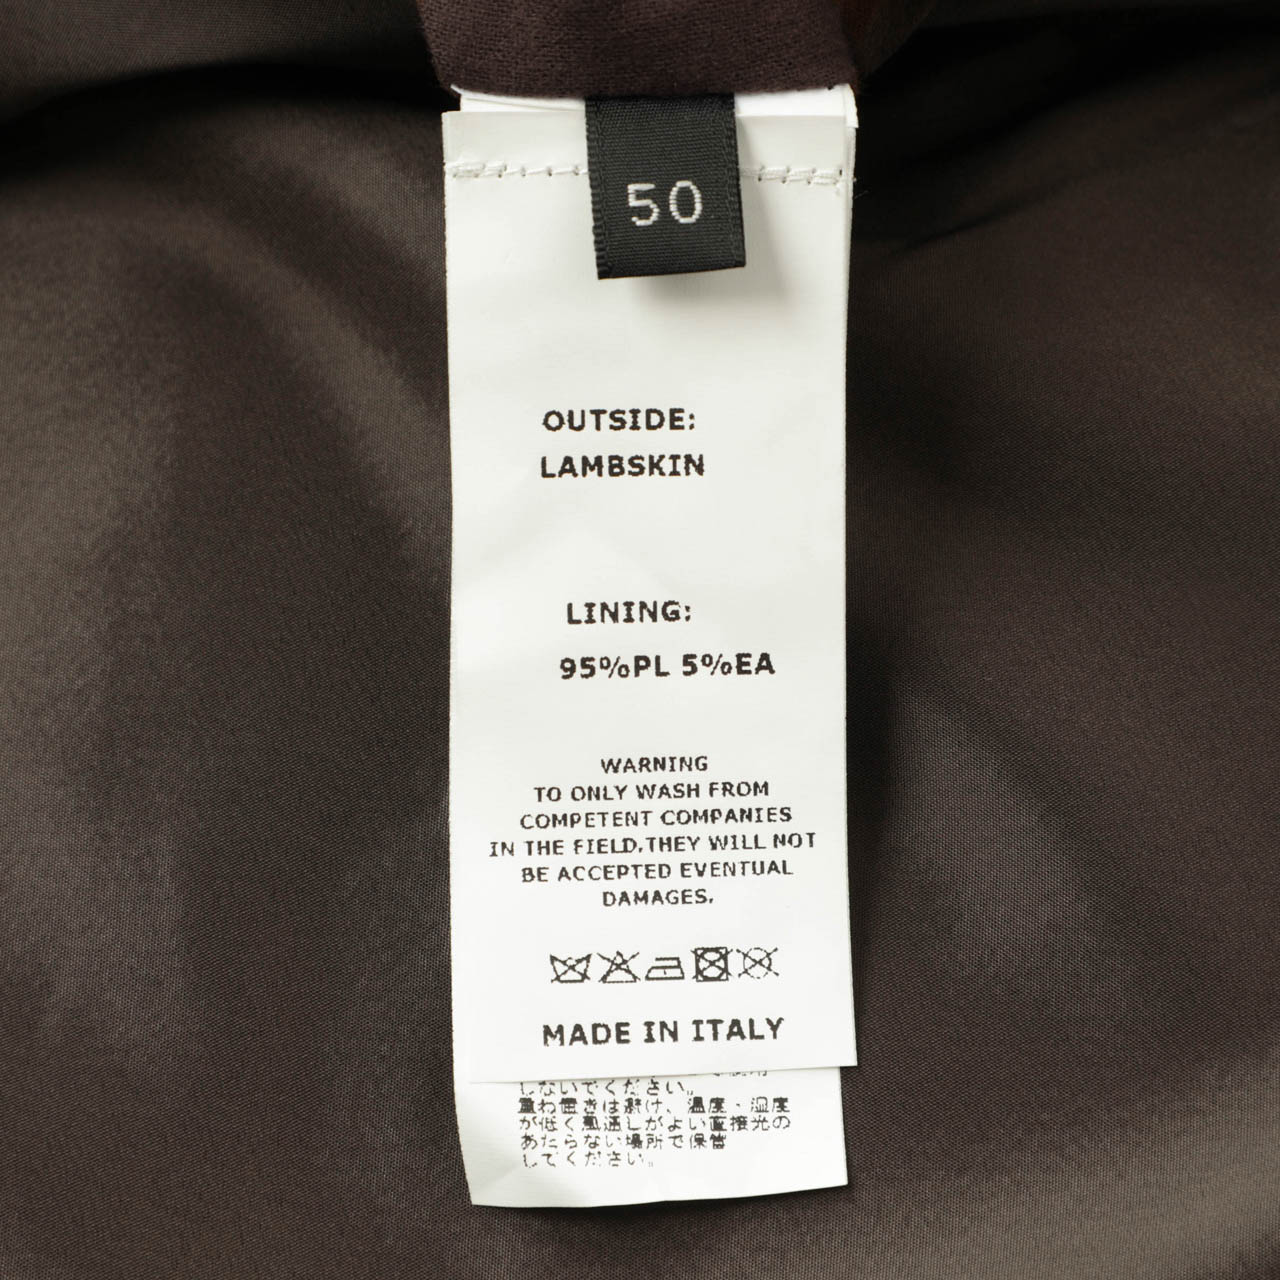 50
OUTSIDE:
LAMBSKIN
LINING:
95%PL 5%EA
WARNING
TO ONLY WASH FROM
COMPETENT COMPANIES
IN THE FIELD.THEY WILL NOT
BE ACCEPTED EVENTUAL
DAMAGES.
MADE IN ITALY
しないでください。
重ね置きは避け、温度・湿度
が低く風通しがよい直接光の
あたらない場所で保管
してください。